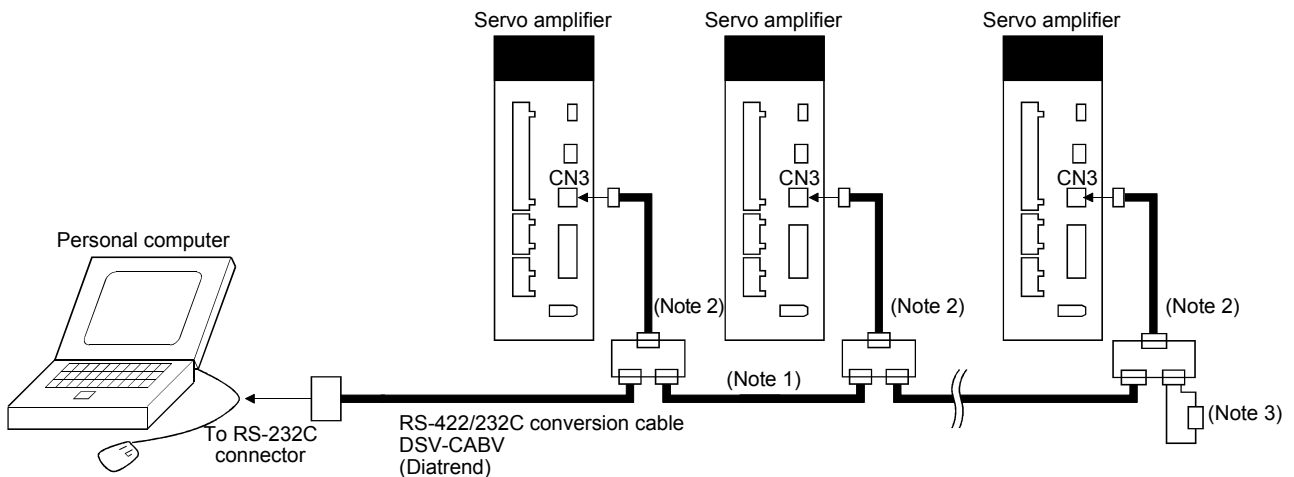 Servo amplifier
Servo amplifier
Servo amplifier
CN3
CN3
CN3
Personal computer
(Note 2)
(Note 2)
(Note 2)
(Note 1)
(Note 3)
To RS-232C
connector
RS-422/232C conversion cable
DSV-CABV
(Diatrend)